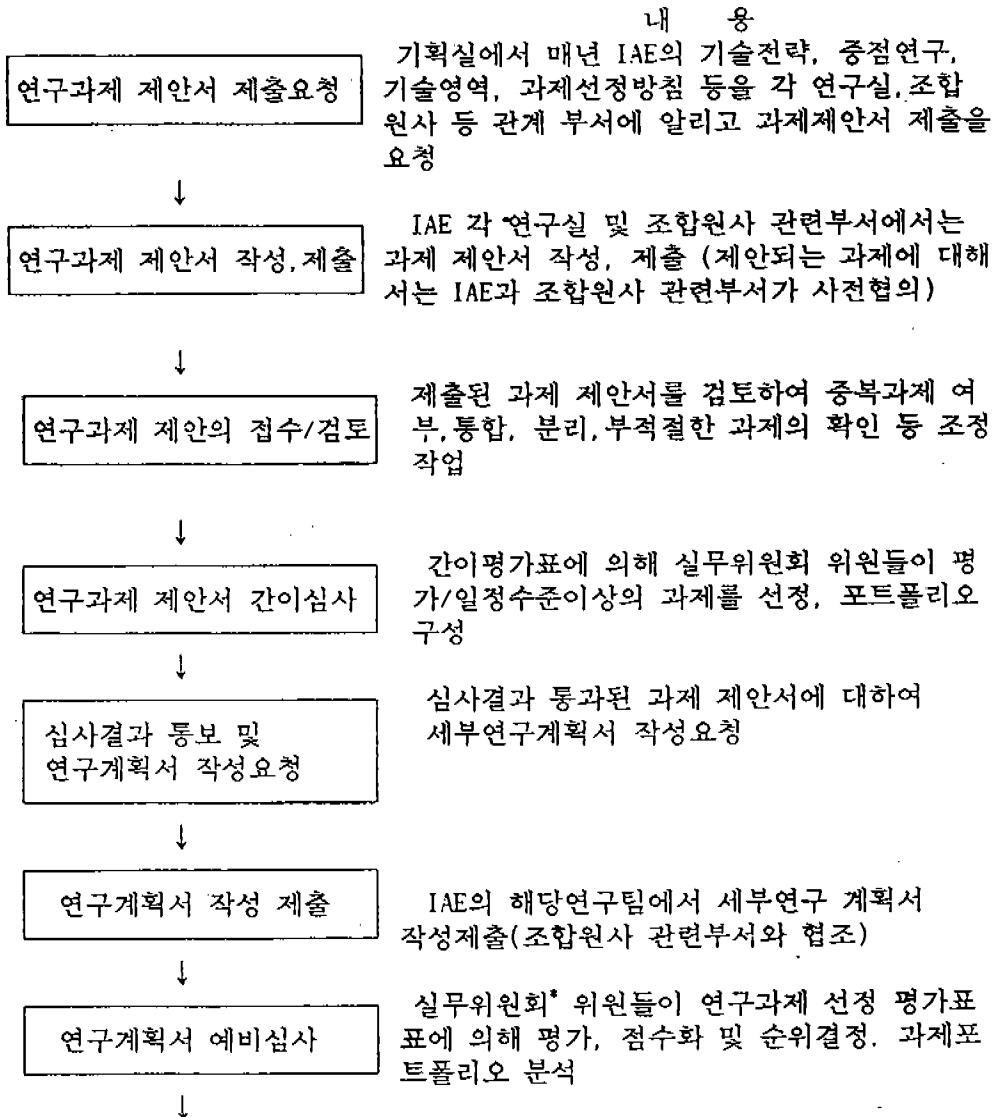 내 용
연구과제 제안서 제출요청
기획실에서 매년 IAE의 기술전략, 중점연구,
기술영역, 과제선정방침 등을 각 연구실,조합
원사 등 관계 부서에 알리고 과제제안서 제출을
요청
↓
연구과제 제안서 작성,제출
IAE 각 연구실 및 조합원사 관련부서에서는
과제 제안서 작성, 제출 (제안되는 과제에 대해
서는 IAE과 조합원사 관련부서가 사전협의)
↓
연구과제 제안의 접수/검토
제출된 과제 제안서를 검토하여 중복과제 여
부,통합, 분리,부적절한 과제의 확인 등 조정
작업
↓
연구과제 제안서 간이심사
간이평가표에 의해 실무위원회 위원들이 평
가/일정수준이상의 과제를 선정, 포트폴리오
구성
↓
심사결과 통보 및
연구계획서 작성요청
심사결과 통과된 과제 제안서에 대하여
세부연구계획서 작성요청
↓
연구계획서 작성 제출
IAE의 해당연구팀에서 세부연구 계획서
작성제출(조합원사 관련부서와 협조)
↓
연구계획서 예비심사
실무위원회* 위원들이 연구과제 선정 평가표
표에 의해 평가, 점수화 및 순위결정. 과제포
트폴리오 분석
↓